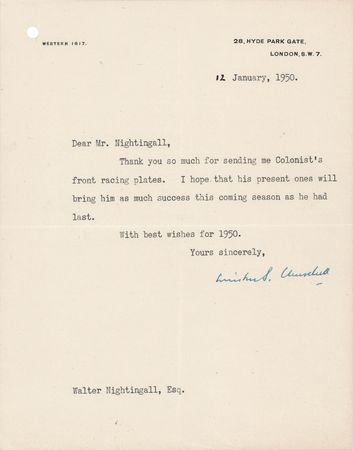 WESTERN 1617.
28, HYDE PARK GATE,
LONDON, S.W. 7.
12 January, 1950.
Dear Mr. Nightingall,
Thank you so much for sending me Colonist's
front racing plates. I hope that his present ones will
bring him as much success this coming season as he had
last.
With best wishes for 1950.
Yours sincerely,
Winston S. Churchill
Walter Nightingall, Esq.